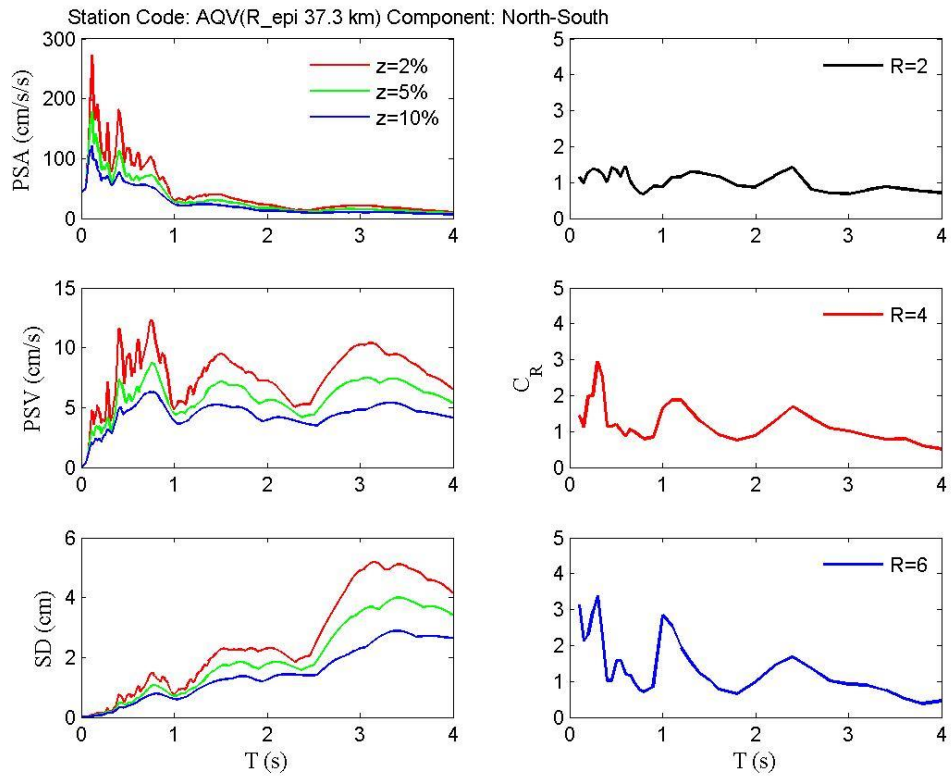 Station Code: AQV(R_epi 37.3 km) Component: North-South
300
200
100
0
PSA (cm/s/s)
z=2%
z=5%
z=10%
0 1 2 3 4
5
4
3
2
1
0
R=2
0 1 2 3 4
15
10
5
0
PSV (cm/s)
0 1 2 3 4
5
4
3
2
1
0
C_R
R=4
0 1 2 3 4
6
4
2
0
SD (cm)
0 1 2 3 4
T (s)
5
4
3
2
1
0
R=6
0 1 2 3 4
T (s)